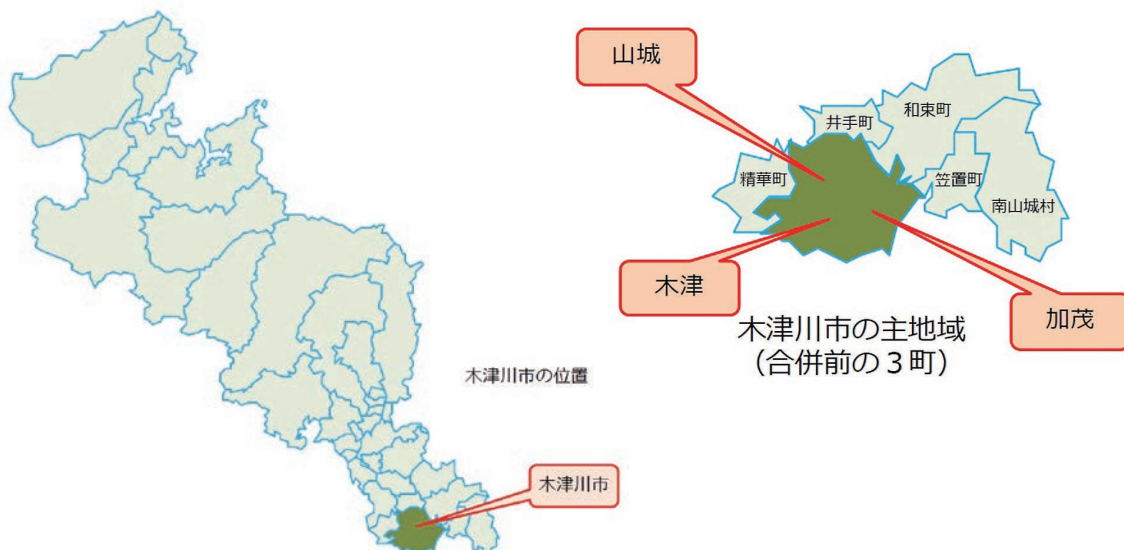 山城
和束町
井手町
精華町
笠置町
南山城村
木津
加茂
木津川市の主地域
（合併前の３町）
木津川市の位置
木津川市